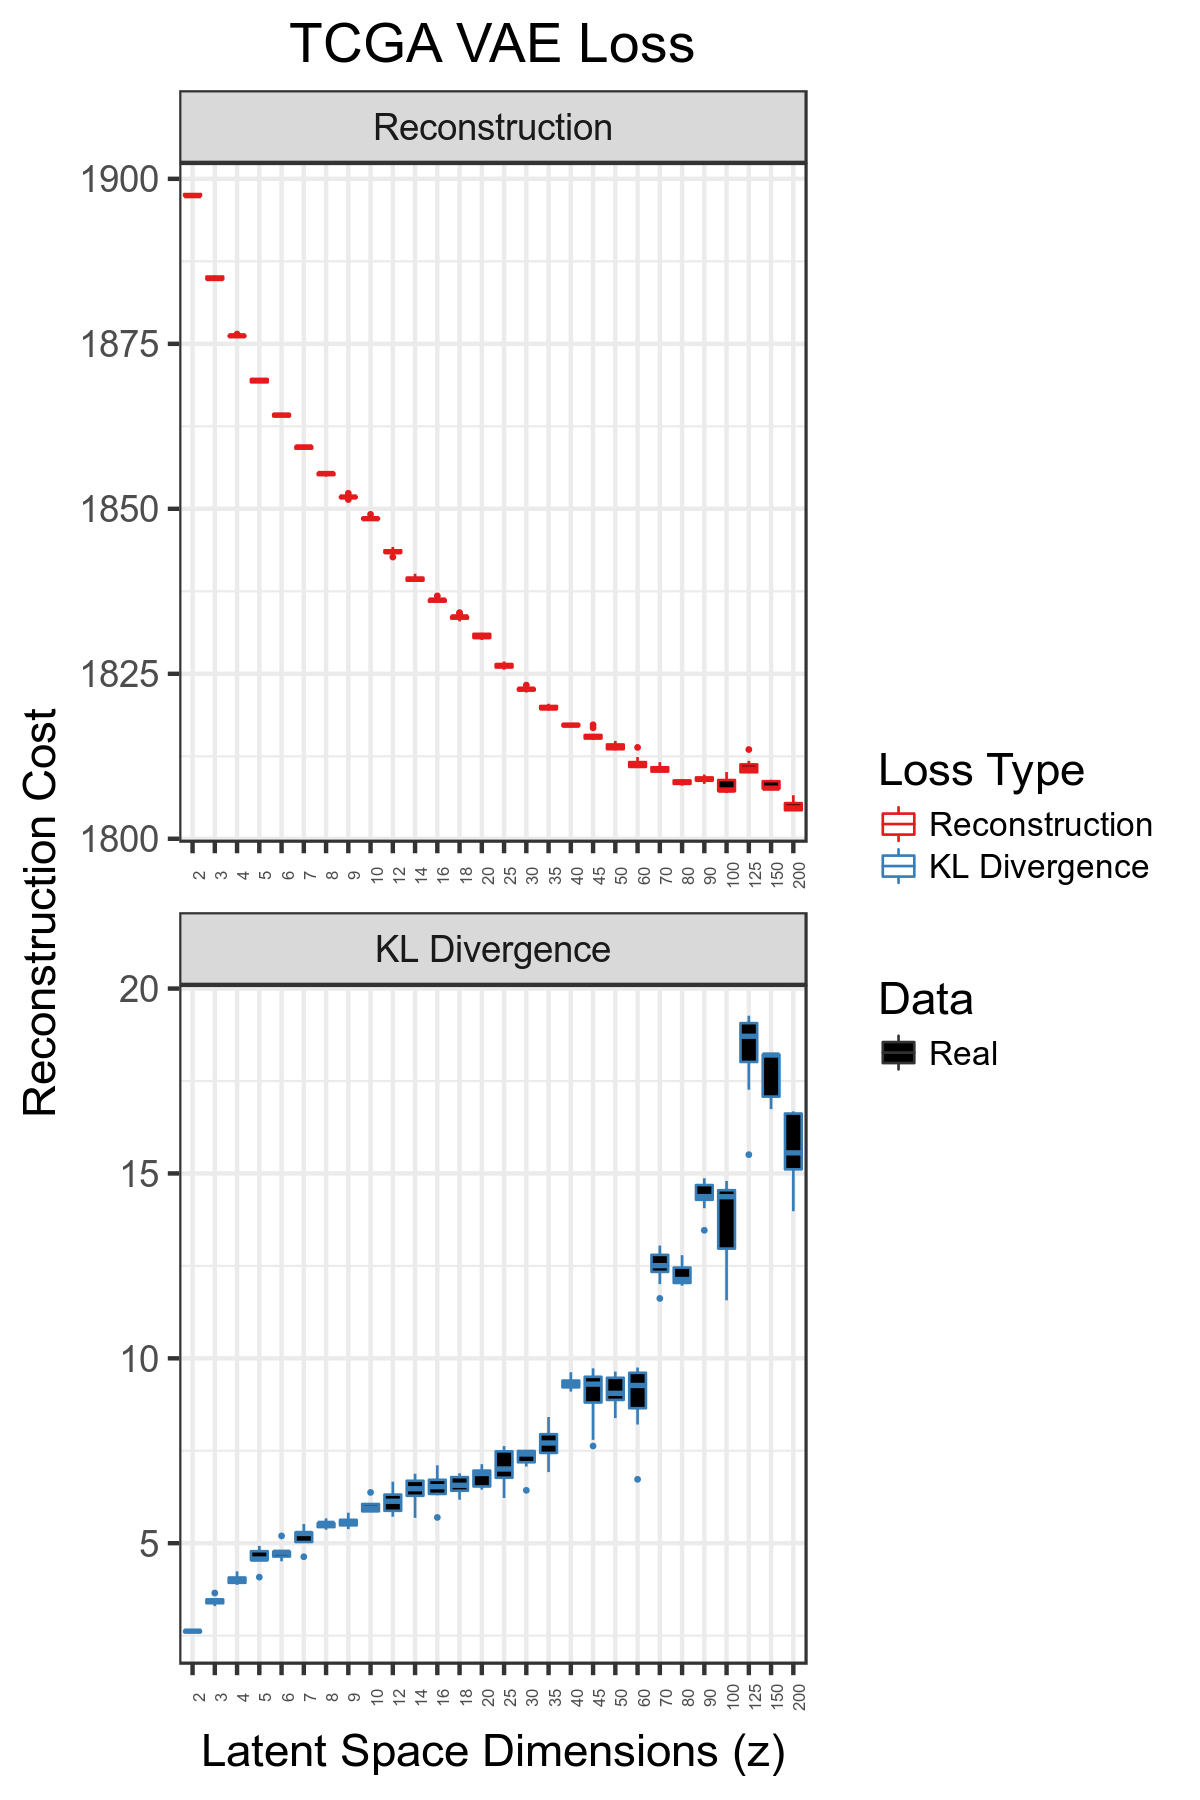 TCGA VAE Loss
Reconstruction
1900
1875
1850
1825
1800
2 3 4 5 6 7 8 9 10 12 14 16 18 20 25 30 35 40 45 50 60 70 80 90 100 125 150 200
KL Divergence
20
15
10
5
2 3 4 5 6 7 8 9 10 12 14 16 18 20 25 30 35 40 45 50 60 70 80 90 100 125 150 200
Latent Space Dimensions (z)
Reconstruction Cost
Loss Type
Reconstruction
KL Divergence
Data
Real